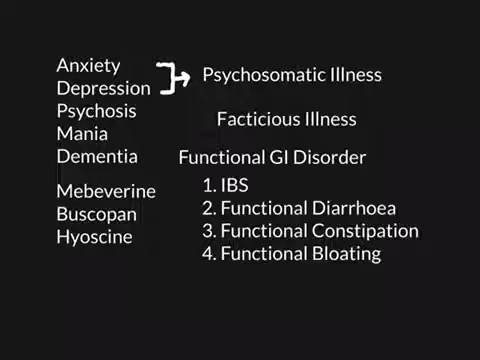 Anxiety
Depression
Psychosis
Mania
Dementia
Mebeverine
Buscopan
Hyoscine
Psychosomatic Illness
Facticious Illness
Functional GI Disorder
1. IBS
2. Functional Diarrhoea
3. Functional Constipation
4. Functional Bloating